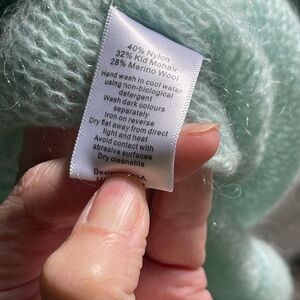 40% Nylon
32% Kid Mohair
28% Merino Wool
Hand wash in cool water
using non-biological
detergent
Wash dark colours
separately
Iron on reverse
Dry flat away from direct
light and heat
Avoid contact with
abrasive surfaces
Dry cleanable